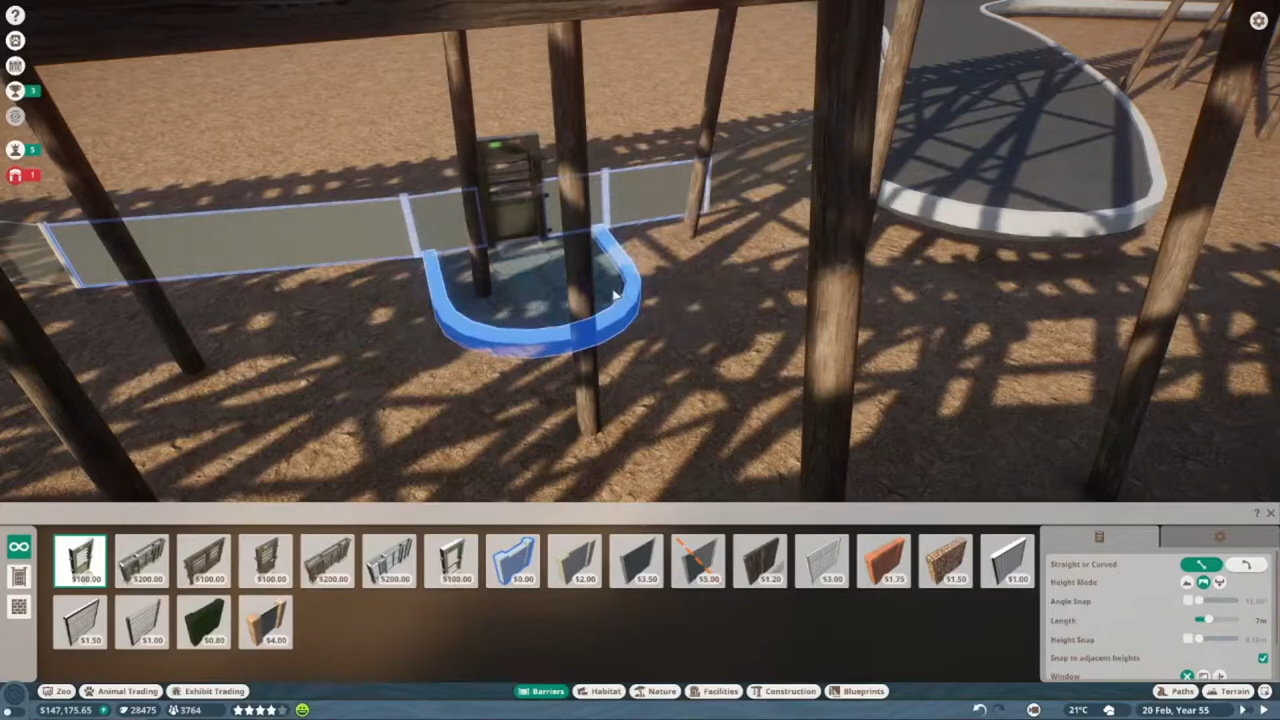 ?
3
5
1
? ×
$100.00 $200.00 $100.00 $100.00 $200.00 $200.00 $100.00 $0.00 $2.00 $3.50 $5.00 $1.20 $3.00 $1.75 $1.50 $1.00
$1.50 $1.00 $0.80 $4.00
Straight or Curved
Height Mode
Angle Snap
Length 7m
Height Snap
Snap to adjacent heights
Window
Zoo Animal Trading Exhibit Trading Barriers Habitat Nature Facilities Construction Blueprints Paths Terrain
$147,175.65 28475 3764 21°C 20 Feb, Year 55